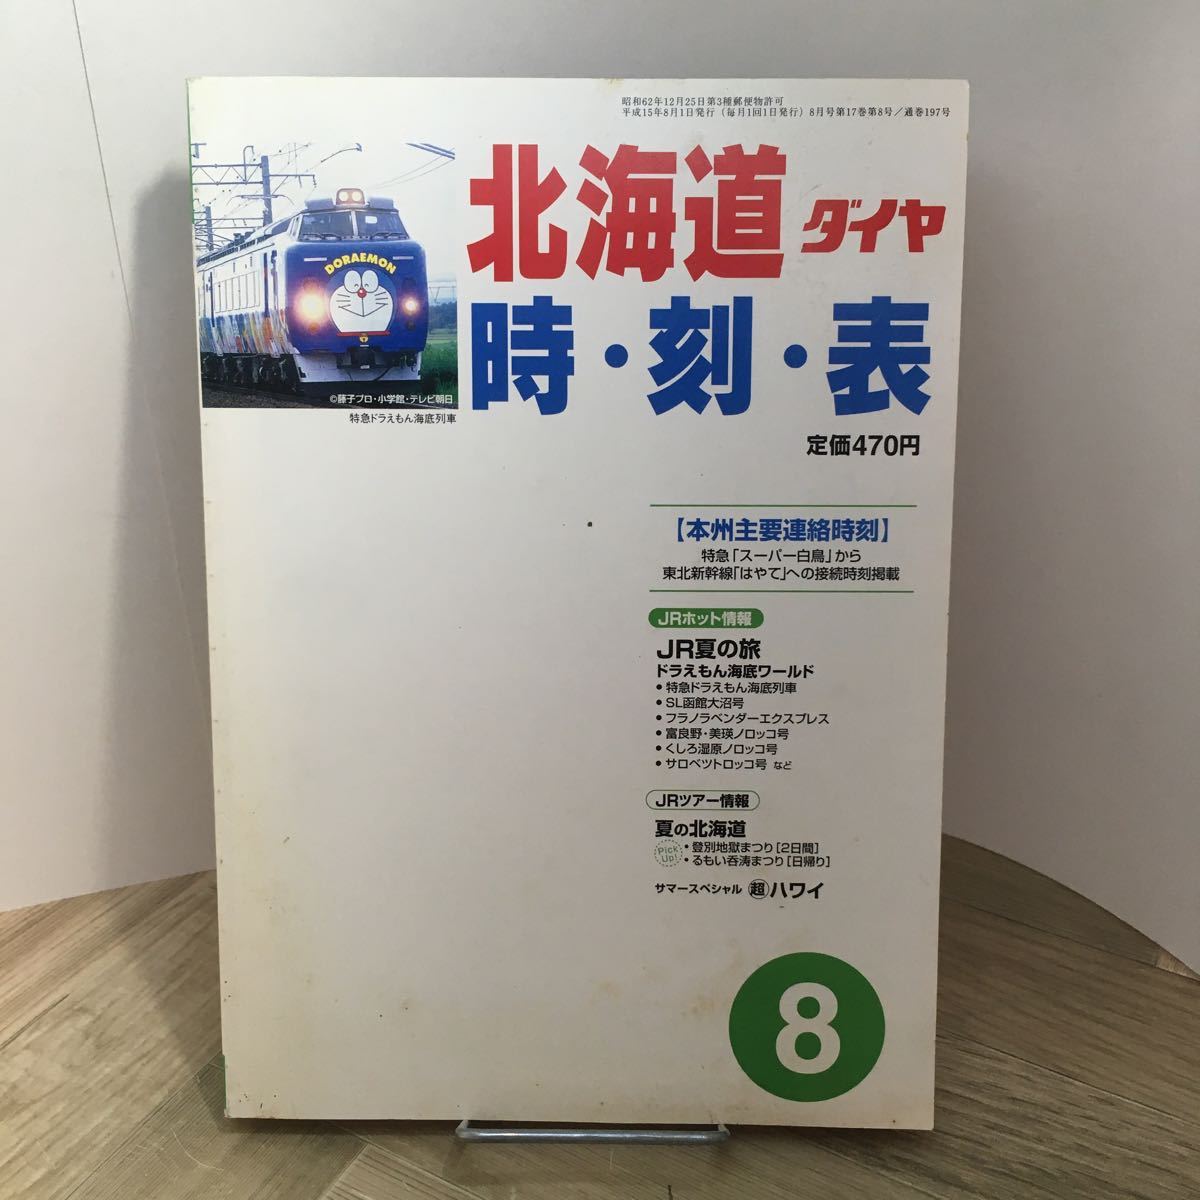 昭和62年12月25日第3種郵便物許可
平成15年8月1日発行（毎月1回1日発行）8月号第17巻第8号／通巻197号
北海道ダイヤ
時・刻・表
DORAEMON
©藤子プロ・小学館・テレビ朝日
特急ドラえもん海底列車
定価470円
【本州主要連絡時刻】
特急「スーパー白鳥」から
東北新幹線「はやて」への接続時刻掲載
JRホット情報
JR夏の旅
ドラえもん海底ワールド
・特急ドラえもん海底列車
・SL函館大沼号
・フラノラベンダーエクスプレス
・富良野・美瑛ノロッコ号
・くしろ湿原ノロッコ号
・サロベツトロッコ号 など
JRツアー情報
夏の北海道
Pick Up!
・登別地獄まつり［2日間］
・るもい呑涛まつり［日帰り］
サマースペシャル 超ハワイ
8